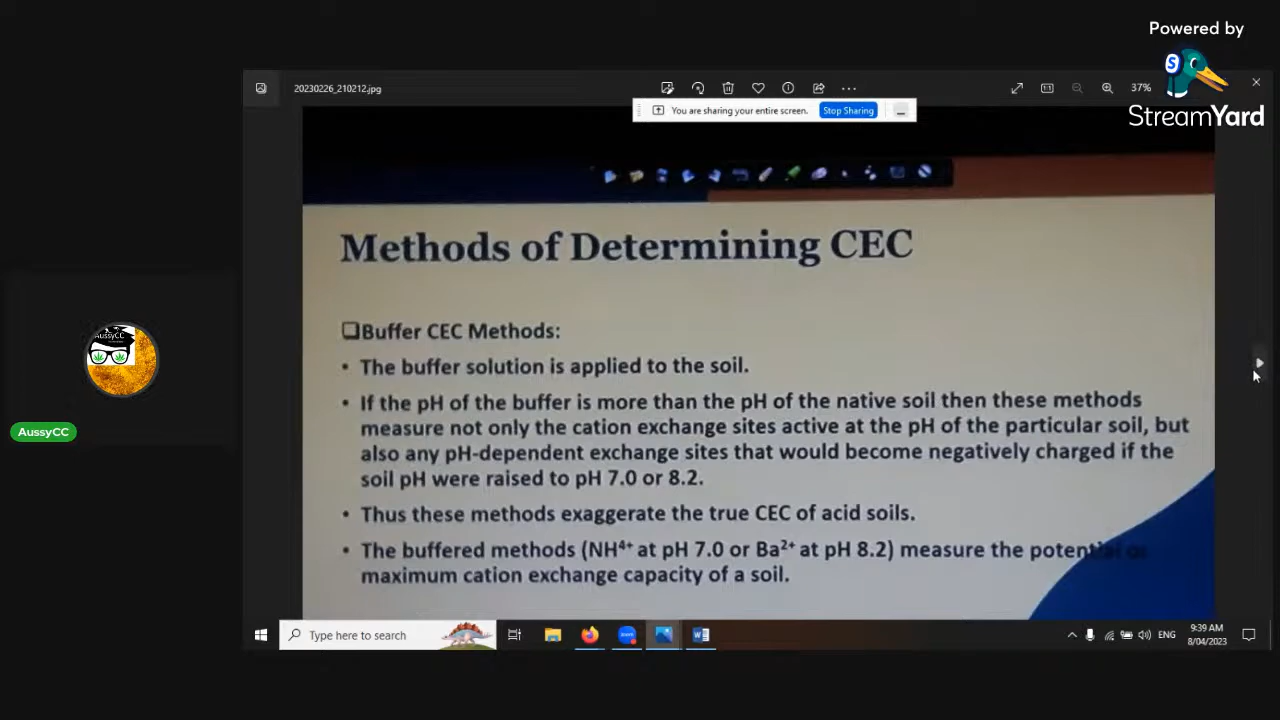 Powered by
StreamYard
20230226_210212.jpg
37%
You are sharing your entire screen.
Stop Sharing
Methods of Determining CEC
❑Buffer CEC Methods:
• The buffer solution is applied to the soil.
• If the pH of the buffer is more than the pH of the native soil then these methods
measure not only the cation exchange sites active at the pH of the particular soil, but
also any pH-dependent exchange sites that would become negatively charged if the
soil pH were raised to pH 7.0 or 8.2.
• Thus these methods exaggerate the true CEC of acid soils.
• The buffered methods (NH⁴⁺ at pH 7.0 or Ba²⁺ at pH 8.2) measure the potential or
maximum cation exchange capacity of a soil.
AussyCC
AussyCC
Type here to search
zoom
ENG
9:39 AM
8/04/2023